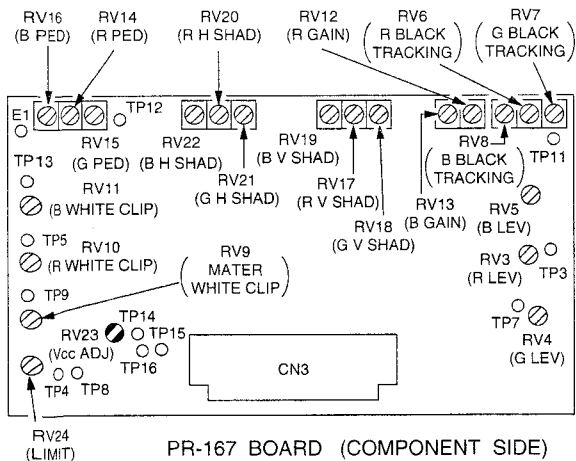 RV16
(B PED)
RV14
(R PED)
RV20
(R H SHAD)
RV12
(R GAIN)
RV6
(R BLACK
TRACKING)
RV7
(G BLACK
TRACKING)
E1
TP12
RV15
(G PED)
RV22
(B H SHAD)
RV21
(G H SHAD)
RV19
(B V SHAD)
RV17
(R V SHAD)
RV18
(G V SHAD)
RV8
(B BLACK
TRACKING)
RV13
(B GAIN)
TP11
TP13
RV11
(B WHITE CLIP)
RV5
(B LEV)
TP5
RV10
(R WHITE CLIP)
RV9
(MATER
WHITE CLIP)
RV3
(R LEV)
TP3
TP9
TP14
RV23
(Vcc ADJ)
TP15
TP16
TP7
RV4
(G LEV)
CN3
TP4
TP8
RV24
(LIMIT)
PR-167 BOARD (COMPONENT SIDE)